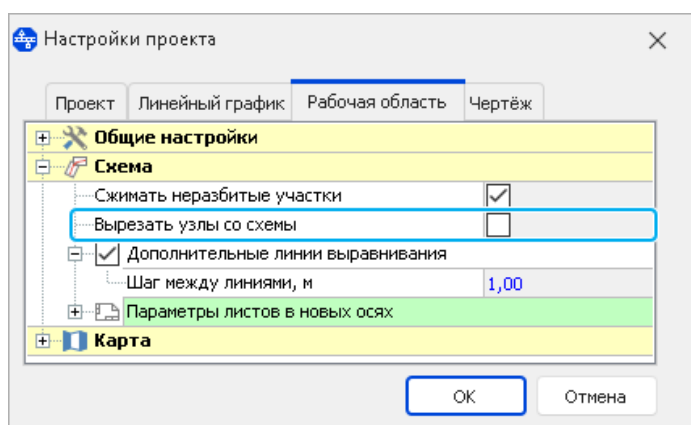 Настройки проекта
Проект Линейный график Рабочая область Чертёж
Общие настройки
Схема
Сжимать неразбитые участки
Вырезать узлы со схемы
Дополнительные линии выравнивания
Шаг между линиями, м 1,00
Параметры листов в новых осях
Карта
OK Отмена